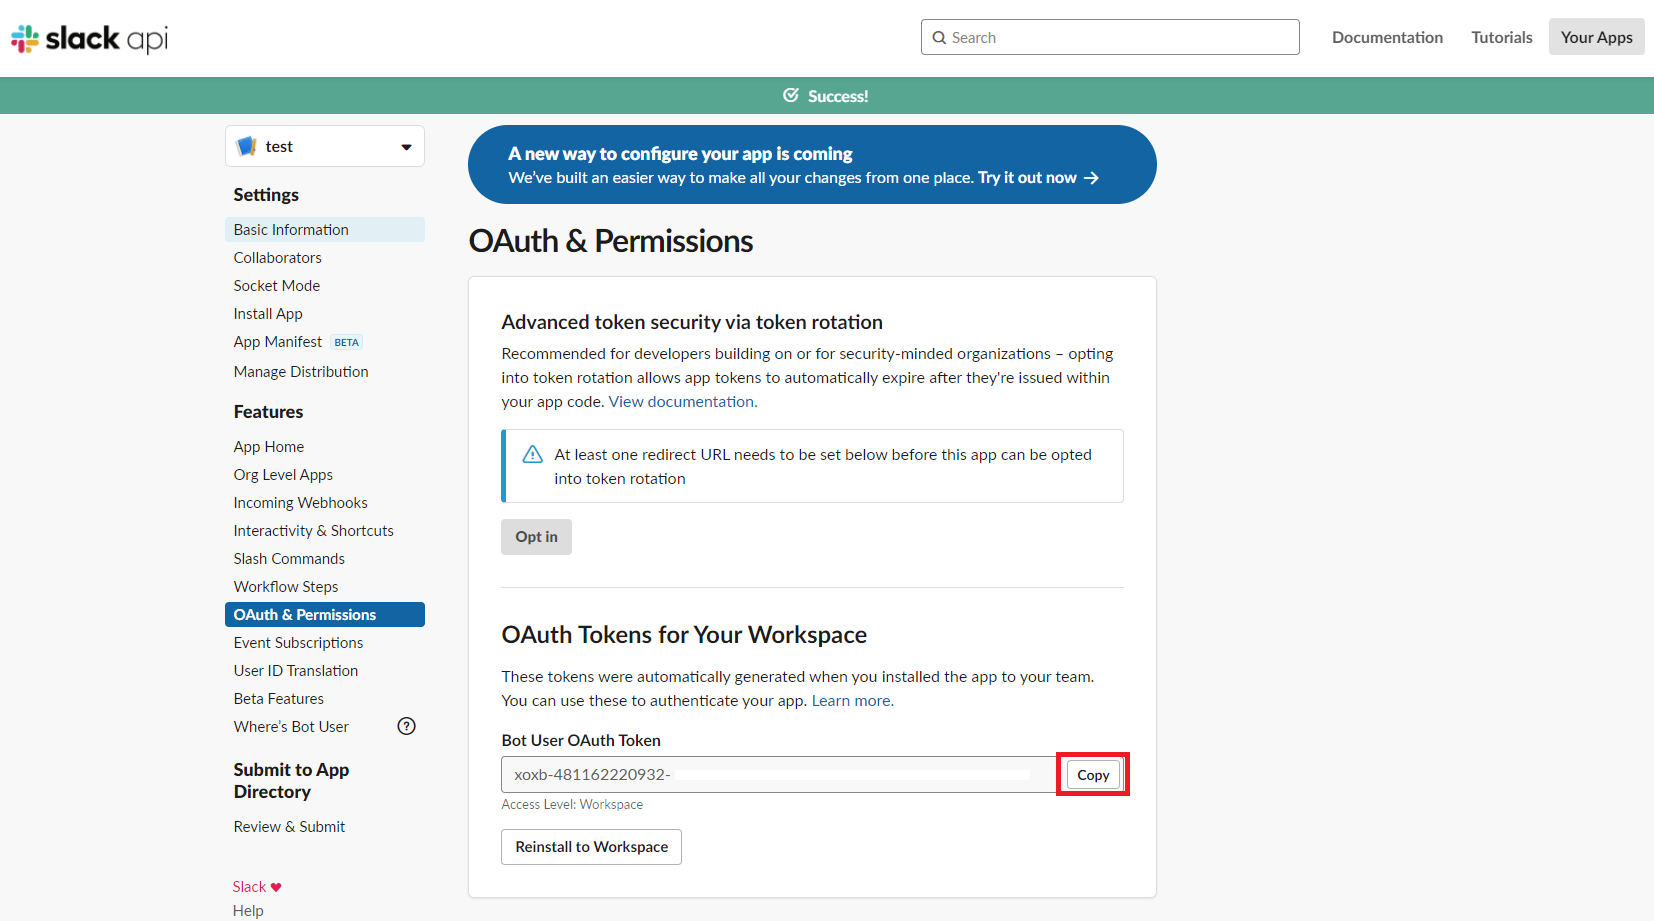 slack api
Search
Documentation
Tutorials
Your Apps
Success!
test
Settings
Basic Information
Collaborators
Socket Mode
Install App
App Manifest BETA
Manage Distribution
Features
App Home
Org Level Apps
Incoming Webhooks
Interactivity & Shortcuts
Slash Commands
Workflow Steps
OAuth & Permissions
Event Subscriptions
User ID Translation
Beta Features
Where's Bot User ?
Submit to App
Directory
Review & Submit
Slack ♥
Help
A new way to configure your app is coming
We've built an easier way to make all your changes from one place. Try it out now →
OAuth & Permissions
Advanced token security via token rotation
Recommended for developers building on or for security-minded organizations – opting
into token rotation allows app tokens to automatically expire after they're issued within
your app code. View documentation.
At least one redirect URL needs to be set below before this app can be opted
into token rotation
Opt in
OAuth Tokens for Your Workspace
These tokens were automatically generated when you installed the app to your team.
You can use these to authenticate your app. Learn more.
Bot User OAuth Token
xoxb-481162220932-
Copy
Access Level: Workspace
Reinstall to Workspace